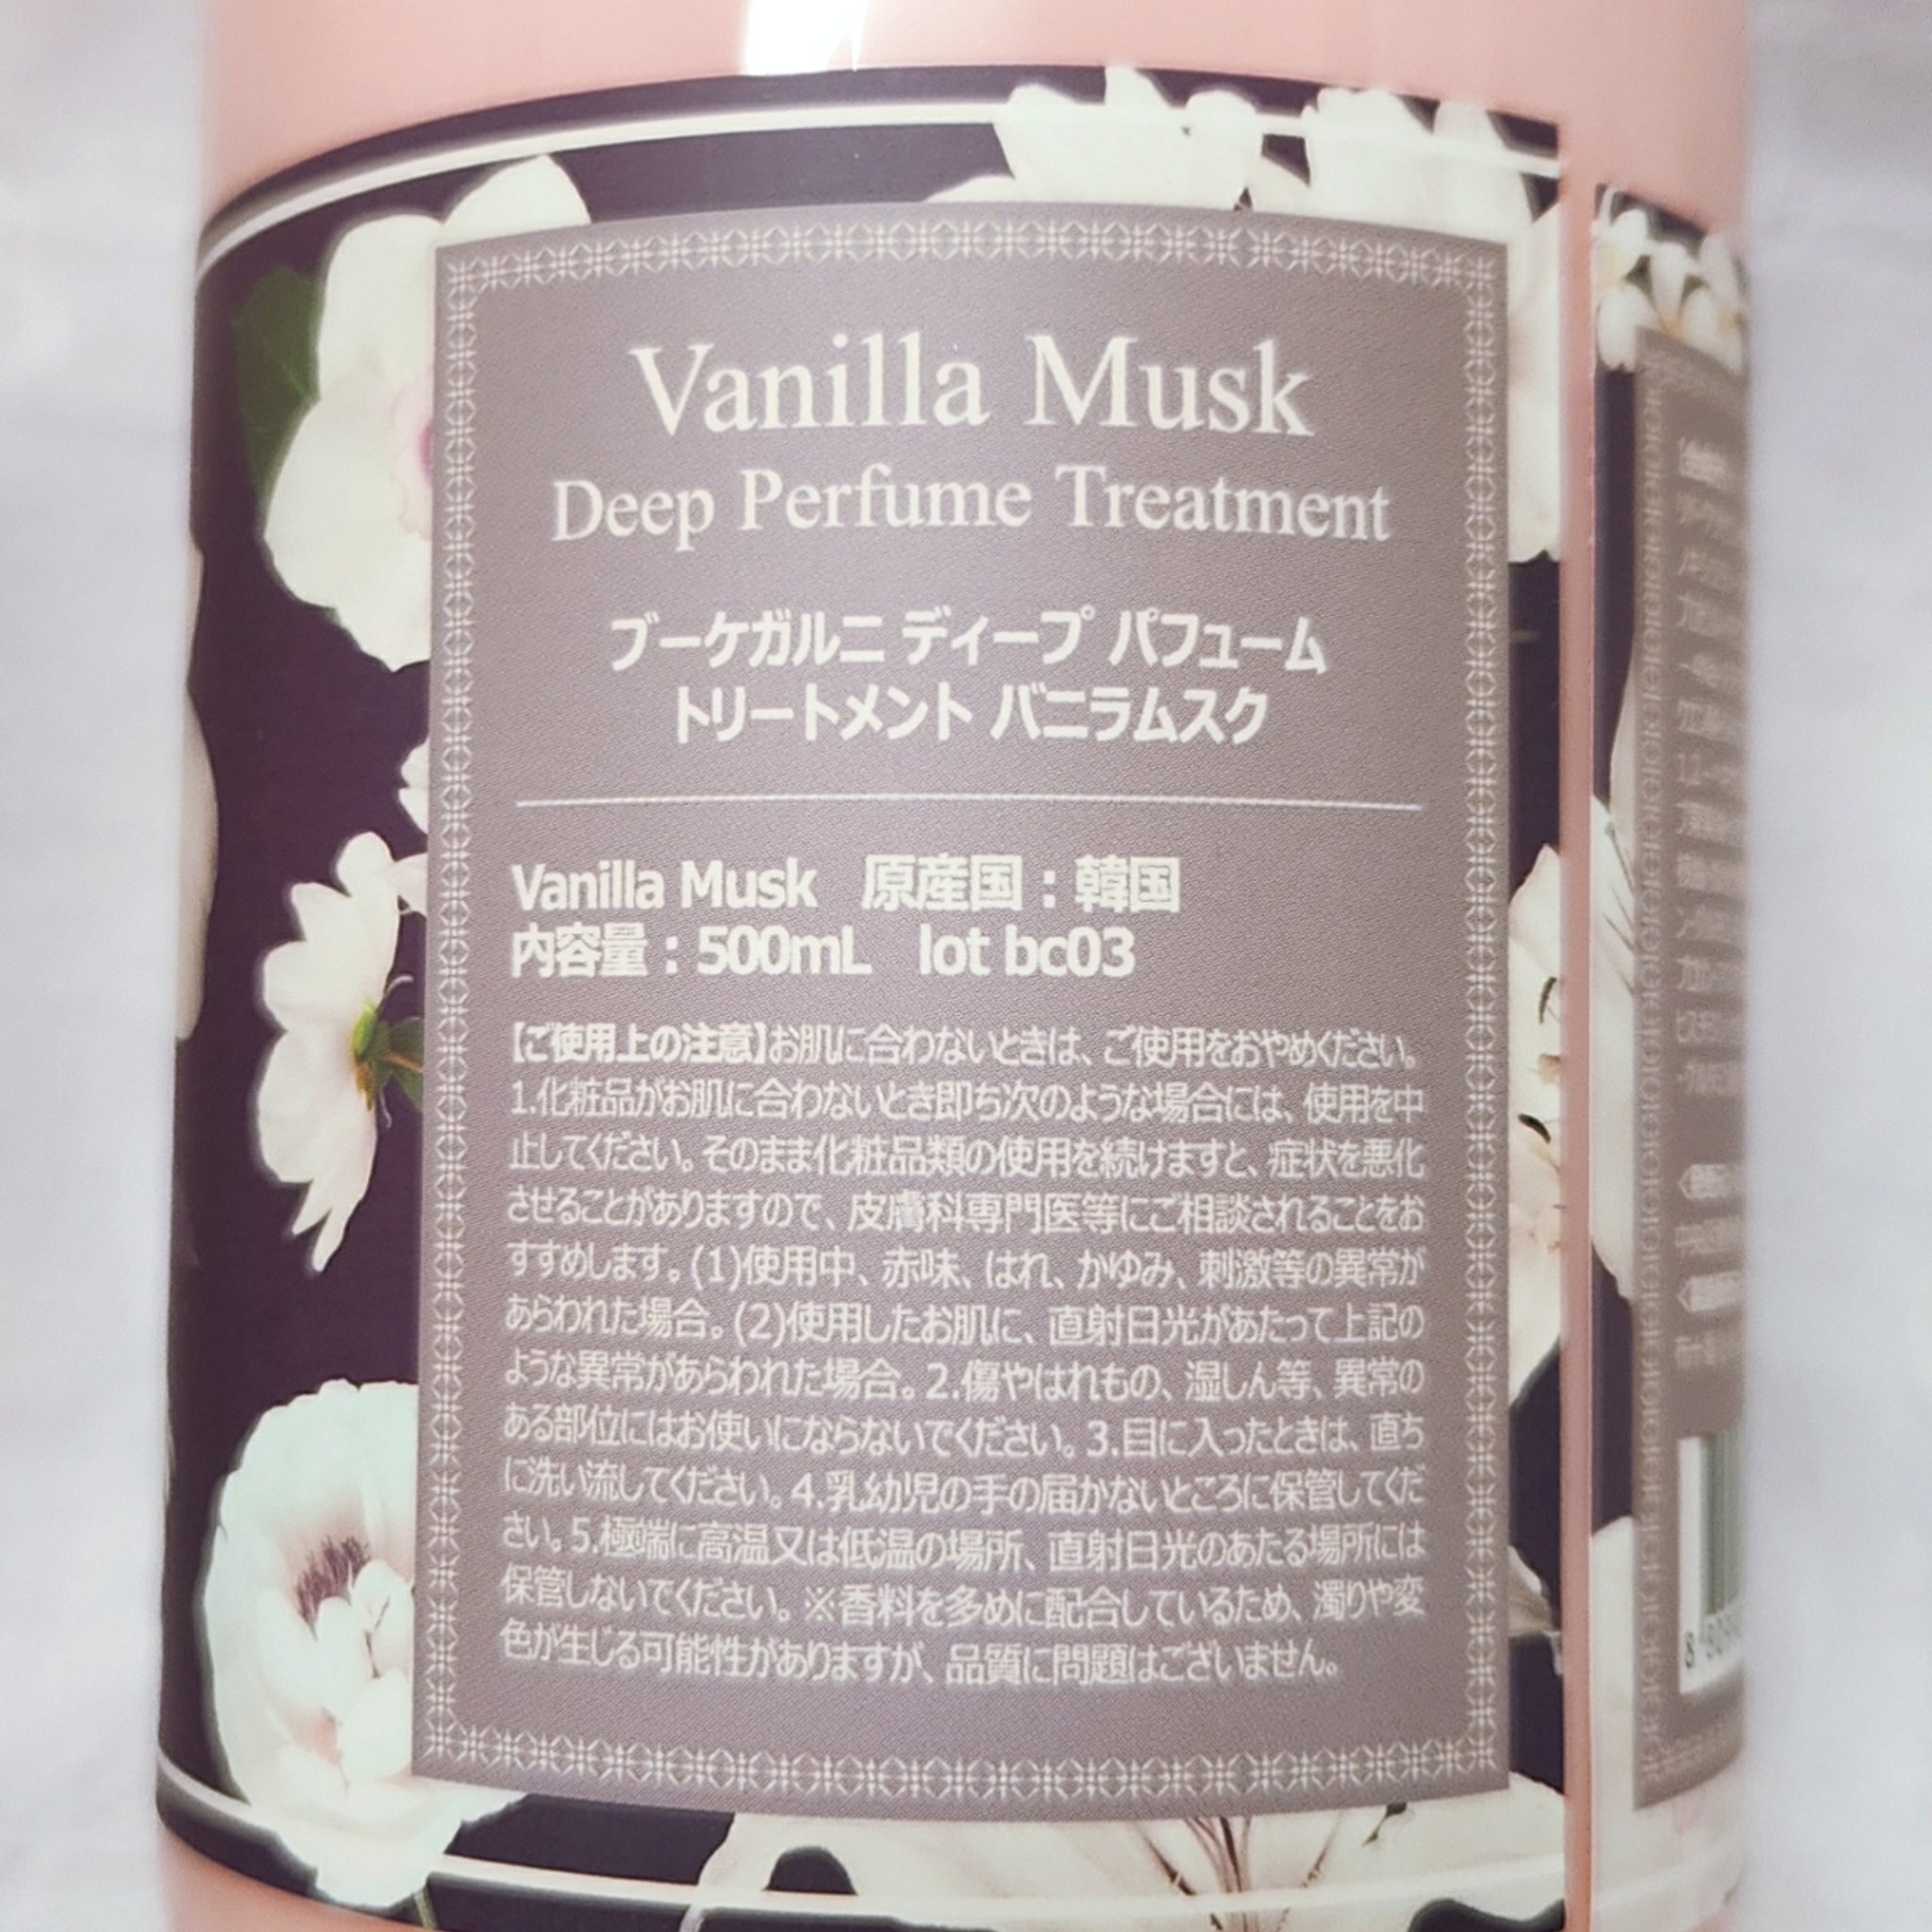 Vanilla Musk
Deep Perfume Treatment
ブーケガルニ ディープ パフューム
トリートメント バニラムスク
Vanilla Musk 原産国：韓国
内容量：500mL lot bc03
【ご使用上の注意】お肌に合わないときは、ご使用をおやめください。
1.化粧品がお肌に合わないとき即ち次のような場合には、使用を中
止してください。そのまま化粧品類の使用を続けますと、症状を悪化
させることがありますので、皮膚科専門医等にご相談されることをお
すすめします。(1)使用中、赤味、はれ、かゆみ、刺激等の異常が
あらわれた場合。(2)使用したお肌に、直射日光があたって上記の
ような異常があらわれた場合。2.傷やはれもの、湿しん等、異常の
ある部位にはお使いにならないでください。3.目に入ったときは、直ち
に洗い流してください。4.乳幼児の手の届かないところに保管してくだ
さい。5.極端に高温又は低温の場所、直射日光のあたる場所には
保管しないでください。※香料を多めに配合しているため、濁りや変
色が生じる可能性がありますが、品質に問題はございません。